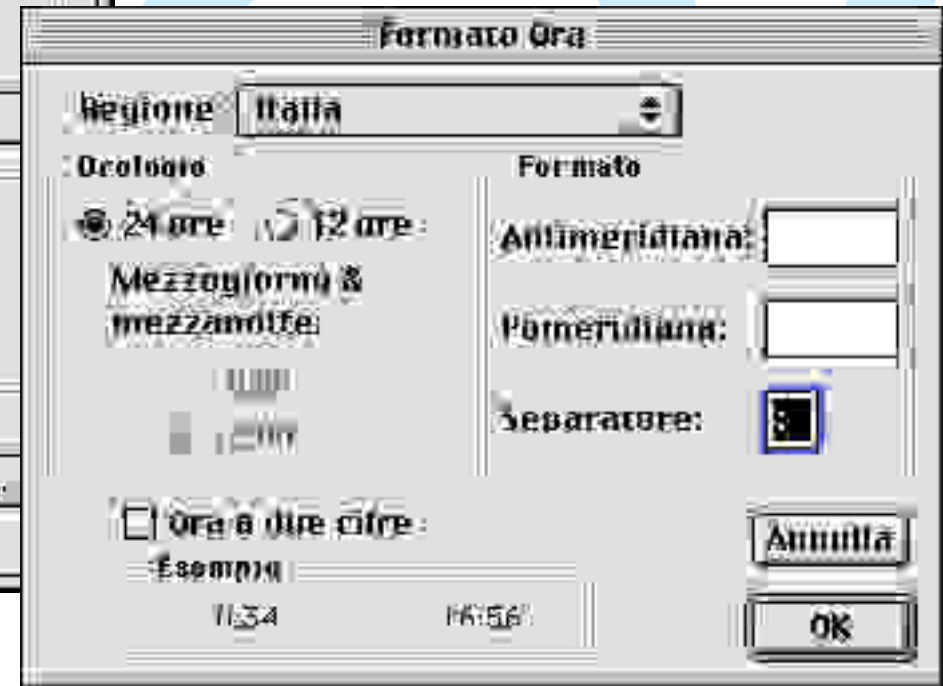 Formato Ora
Regione Italia
Orologio
24 ore 12 ore
Mezzogiorno &
mezzanotte:
Formato
Antimeridiana:
Pomeridiana:
Separatore:
Ora a due cifre
Esempio
Annulla
OK